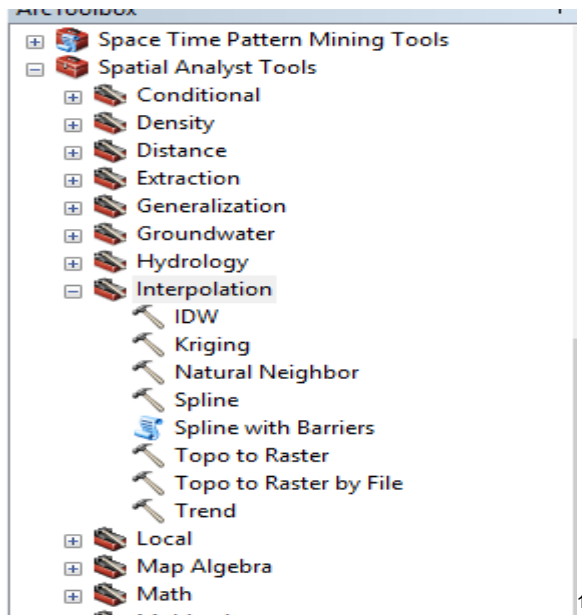 ArcToolbox
Space Time Pattern Mining Tools
Spatial Analyst Tools
Conditional
Density
Distance
Extraction
Generalization
Groundwater
Hydrology
Interpolation
IDW
Kriging
Natural Neighbor
Spline
Spline with Barriers
Topo to Raster
Topo to Raster by File
Trend
Local
Map Algebra
Math